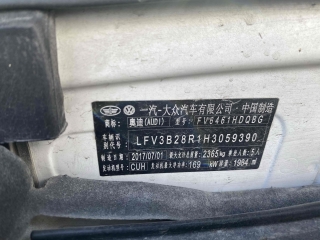 一汽-大众汽车有限公司·中国制造
商标: 奥迪(AUDI) 型号: FV6461HDQBG
车辆识别代号 LFV3B28R1H3059390
制造年月: 2017/07/01 最大允许总质量: 2365kg 乘坐人数: 5人
发动机型号: CUH 发动机最大净功率: 169 kW 排量: 1984 ml